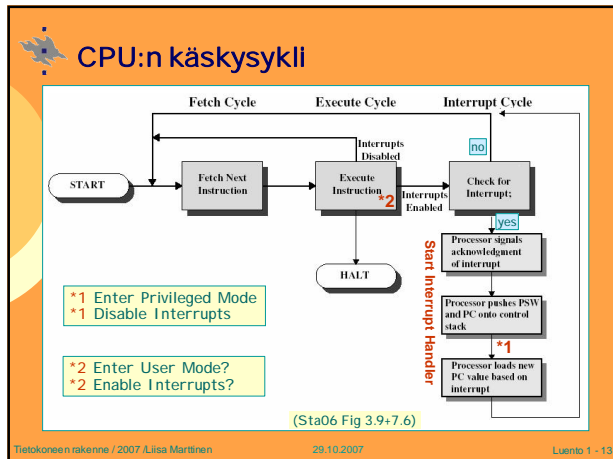 CPU:n käskysykli
Fetch Cycle Execute Cycle Interrupt Cycle
Interrupts
Disabled
no
START
Fetch Next
Instruction
Execute
Instruction
*2
Interrupts
Enabled
Check for
Interrupt;
yes
HALT
Start Interrupt Handler
Processor signals
acknowledgment
of interrupt
Processor pushes PSW
and PC onto control
stack
*1
Processor loads new
PC value based on
interrupt
*1 Enter Privileged Mode
*1 Disable Interrupts
*2 Enter User Mode?
*2 Enable Interrupts?
(Sta06 Fig 3.9+7.6)
Tietokoneen rakenne / 2007 /Liisa Marttinen 29.10.2007 Luento 1 - 13